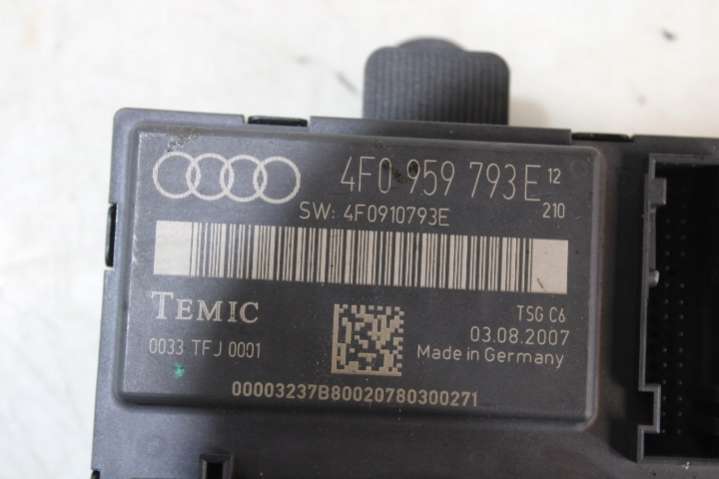 4F0 959 793 E 12
210
SW: 4F0910793E
TEMIC
TSG C6
03.08.2007
0033 TFJ 0001
Made in Germany
00003237B80020780300271